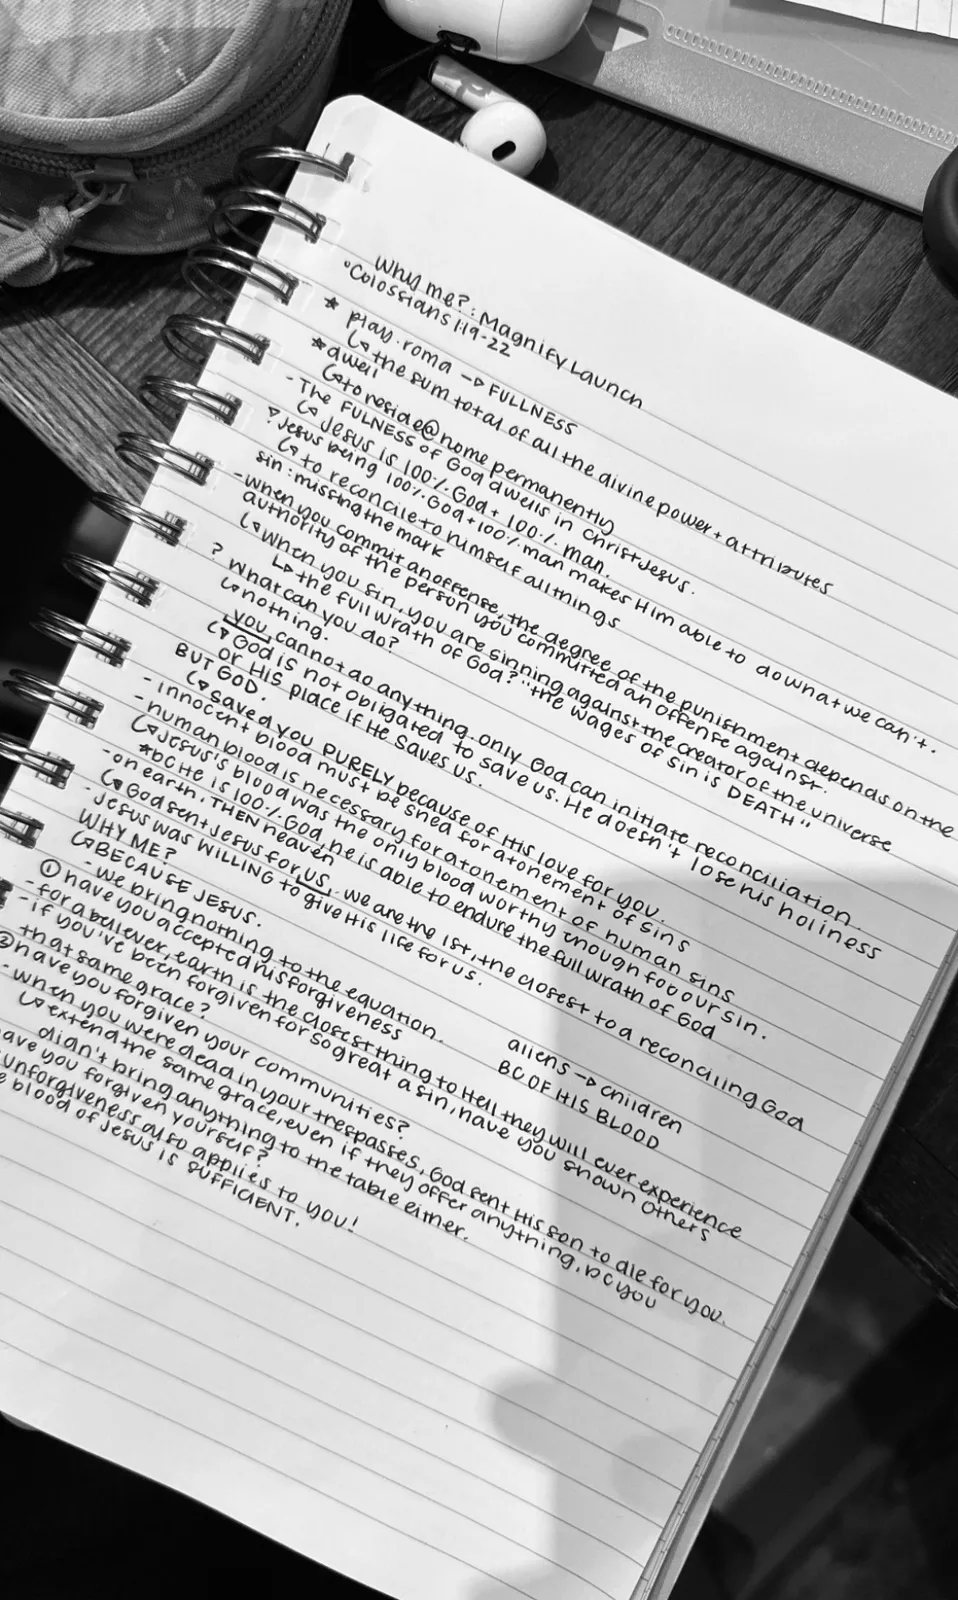 Why me?: Magnify Launch
°Colossians 1:19-22
★ play.roma → FULLNESS
↳ the sum total of all the divine power + attributes
★dwell
↳to reside @ home permanently
- The FULNESS of God dwells in Christ Jesus.
↳ Jesus is 100% God + 100% man.
? Jesus being 100% God + 100% man makes Him able to do what we can't.
↳ to reconcile to himself all things
sin: missing the mark
- when you commit an offense, the degree of the punishment depends on the
authority of the person you committed an offense against.
↳ when you sin, you are sinning against the creator of the universe
↳ the full wrath of God? "the wages of sin is DEATH"
? What can you do?
↳ nothing.
- you cannot do anything. only God can initiate reconciliation.
↳ God is not obligated to save us. He doesn't lose his holiness
or HIS place if He saves us.
BUT GOD.
↳ saved you PURELY because of His love for you.
- innocent blood must be shed for atonement of sins
- human blood is necessary for atonement of human sins
↳ Jesus's blood was the only blood worthy enough for our sin.
★bc He is 100% God, he is able to endure the full wrath of God
- on earth, THEN heaven
↳ God sent Jesus for us, we are the 1st, the closest to a reconciling God
- Jesus was WILLING to give His life for us.
WHY ME?
↳ BECAUSE JESUS.
- we bring nothing to the equation.
aliens → children
BC OF HIS BLOOD
① have you accepted his forgiveness
- for a believer, earth is the closest thing to Hell they will ever experience
- if you've been forgiven for so great a sin, have you shown others
that same grace?
② have you forgiven your communities?
- when you were dead in your trespasses, God sent His son to die for you.
↳ extend the same grace, even if they offer anything, bc you
didn't bring anything to the table either.
have you forgiven yourself?
unforgiveness also applies to you!
blood of Jesus is SUFFICIENT.